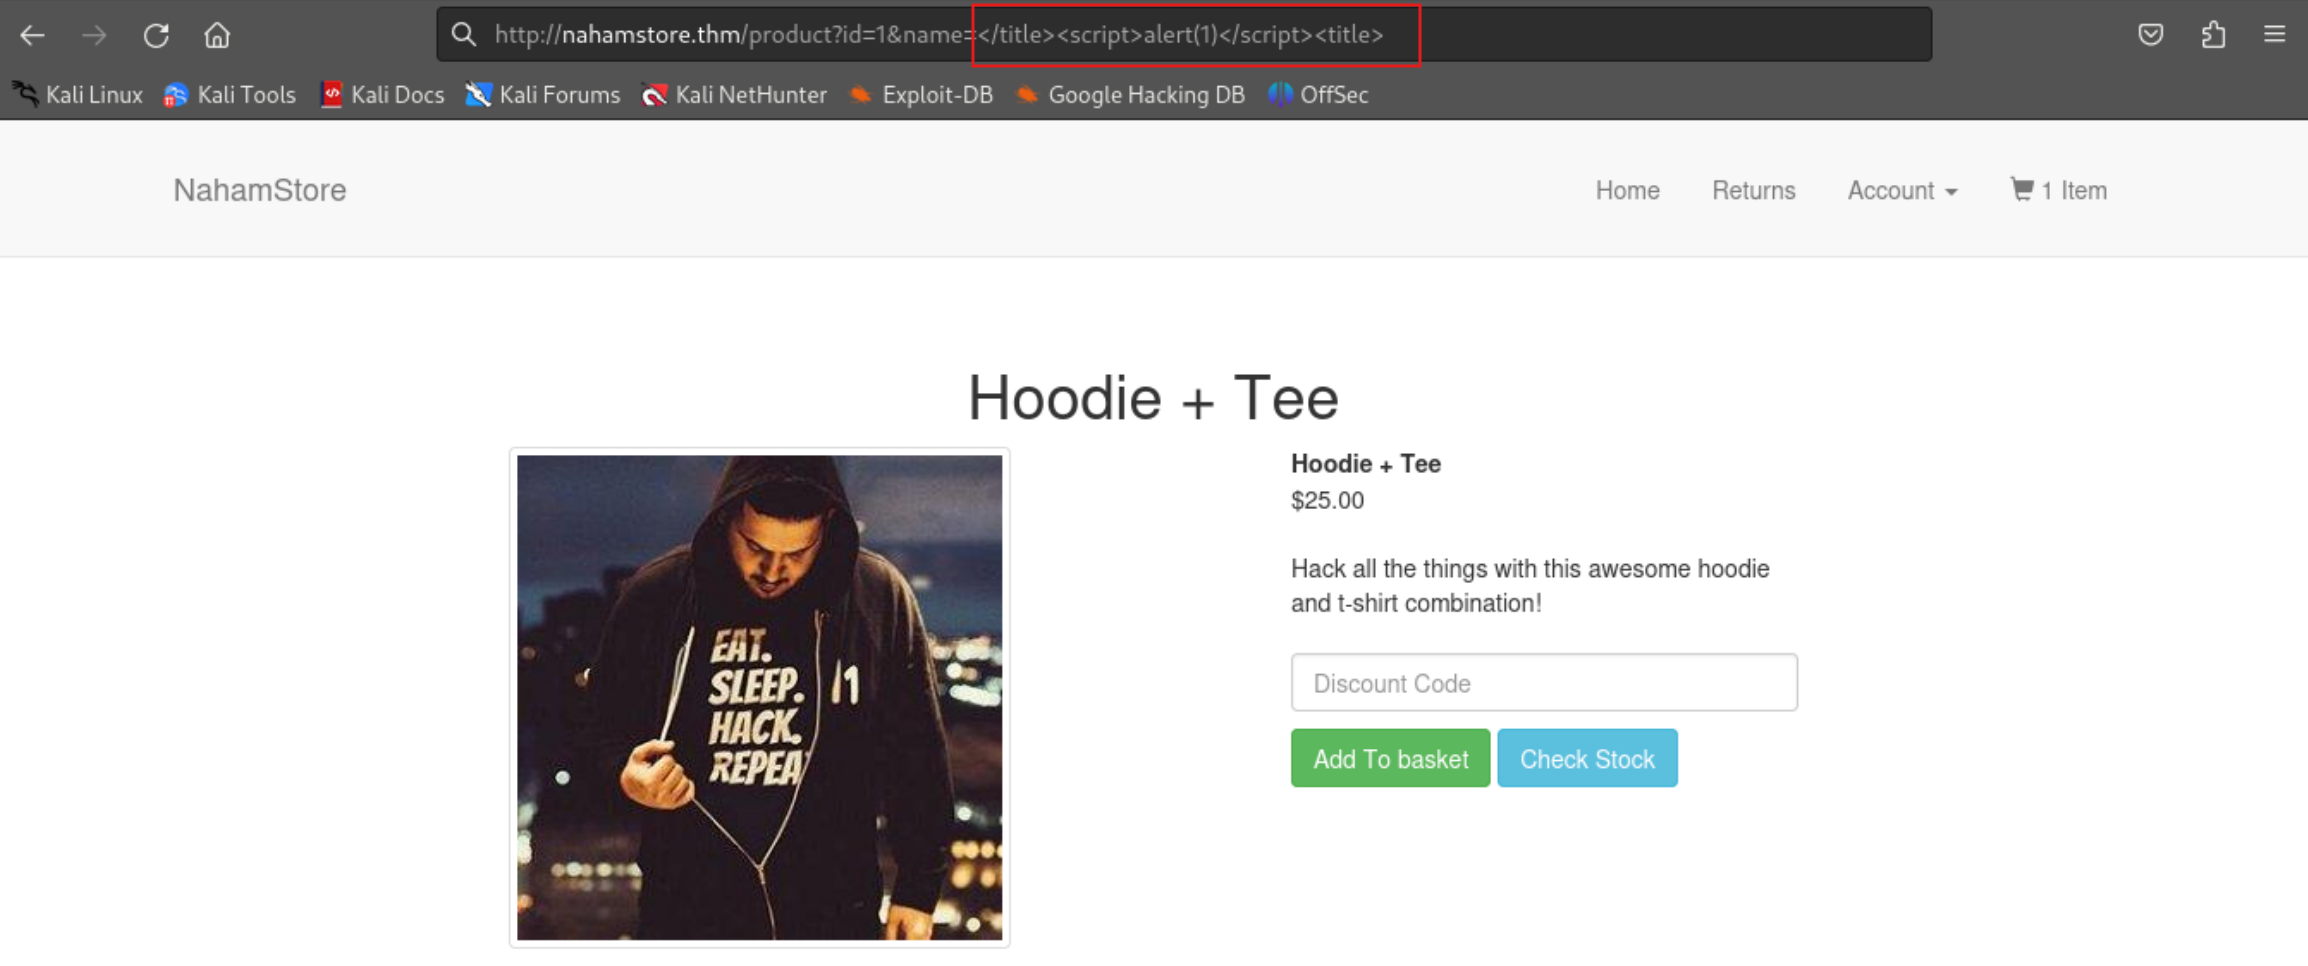 http://nahamstore.thm/product?id=1&name=</title><script>alert(1)</script><title>
Kali Linux Kali Tools Kali Docs Kali Forums Kali NetHunter Exploit-DB Google Hacking DB OffSec
NahamStore Home Returns Account 1 Item
Hoodie + Tee
Hoodie + Tee
$25.00
Hack all the things with this awesome hoodie
and t-shirt combination!
Discount Code
Add To basket Check Stock
EAT.
SLEEP.
HACK.
REPEA